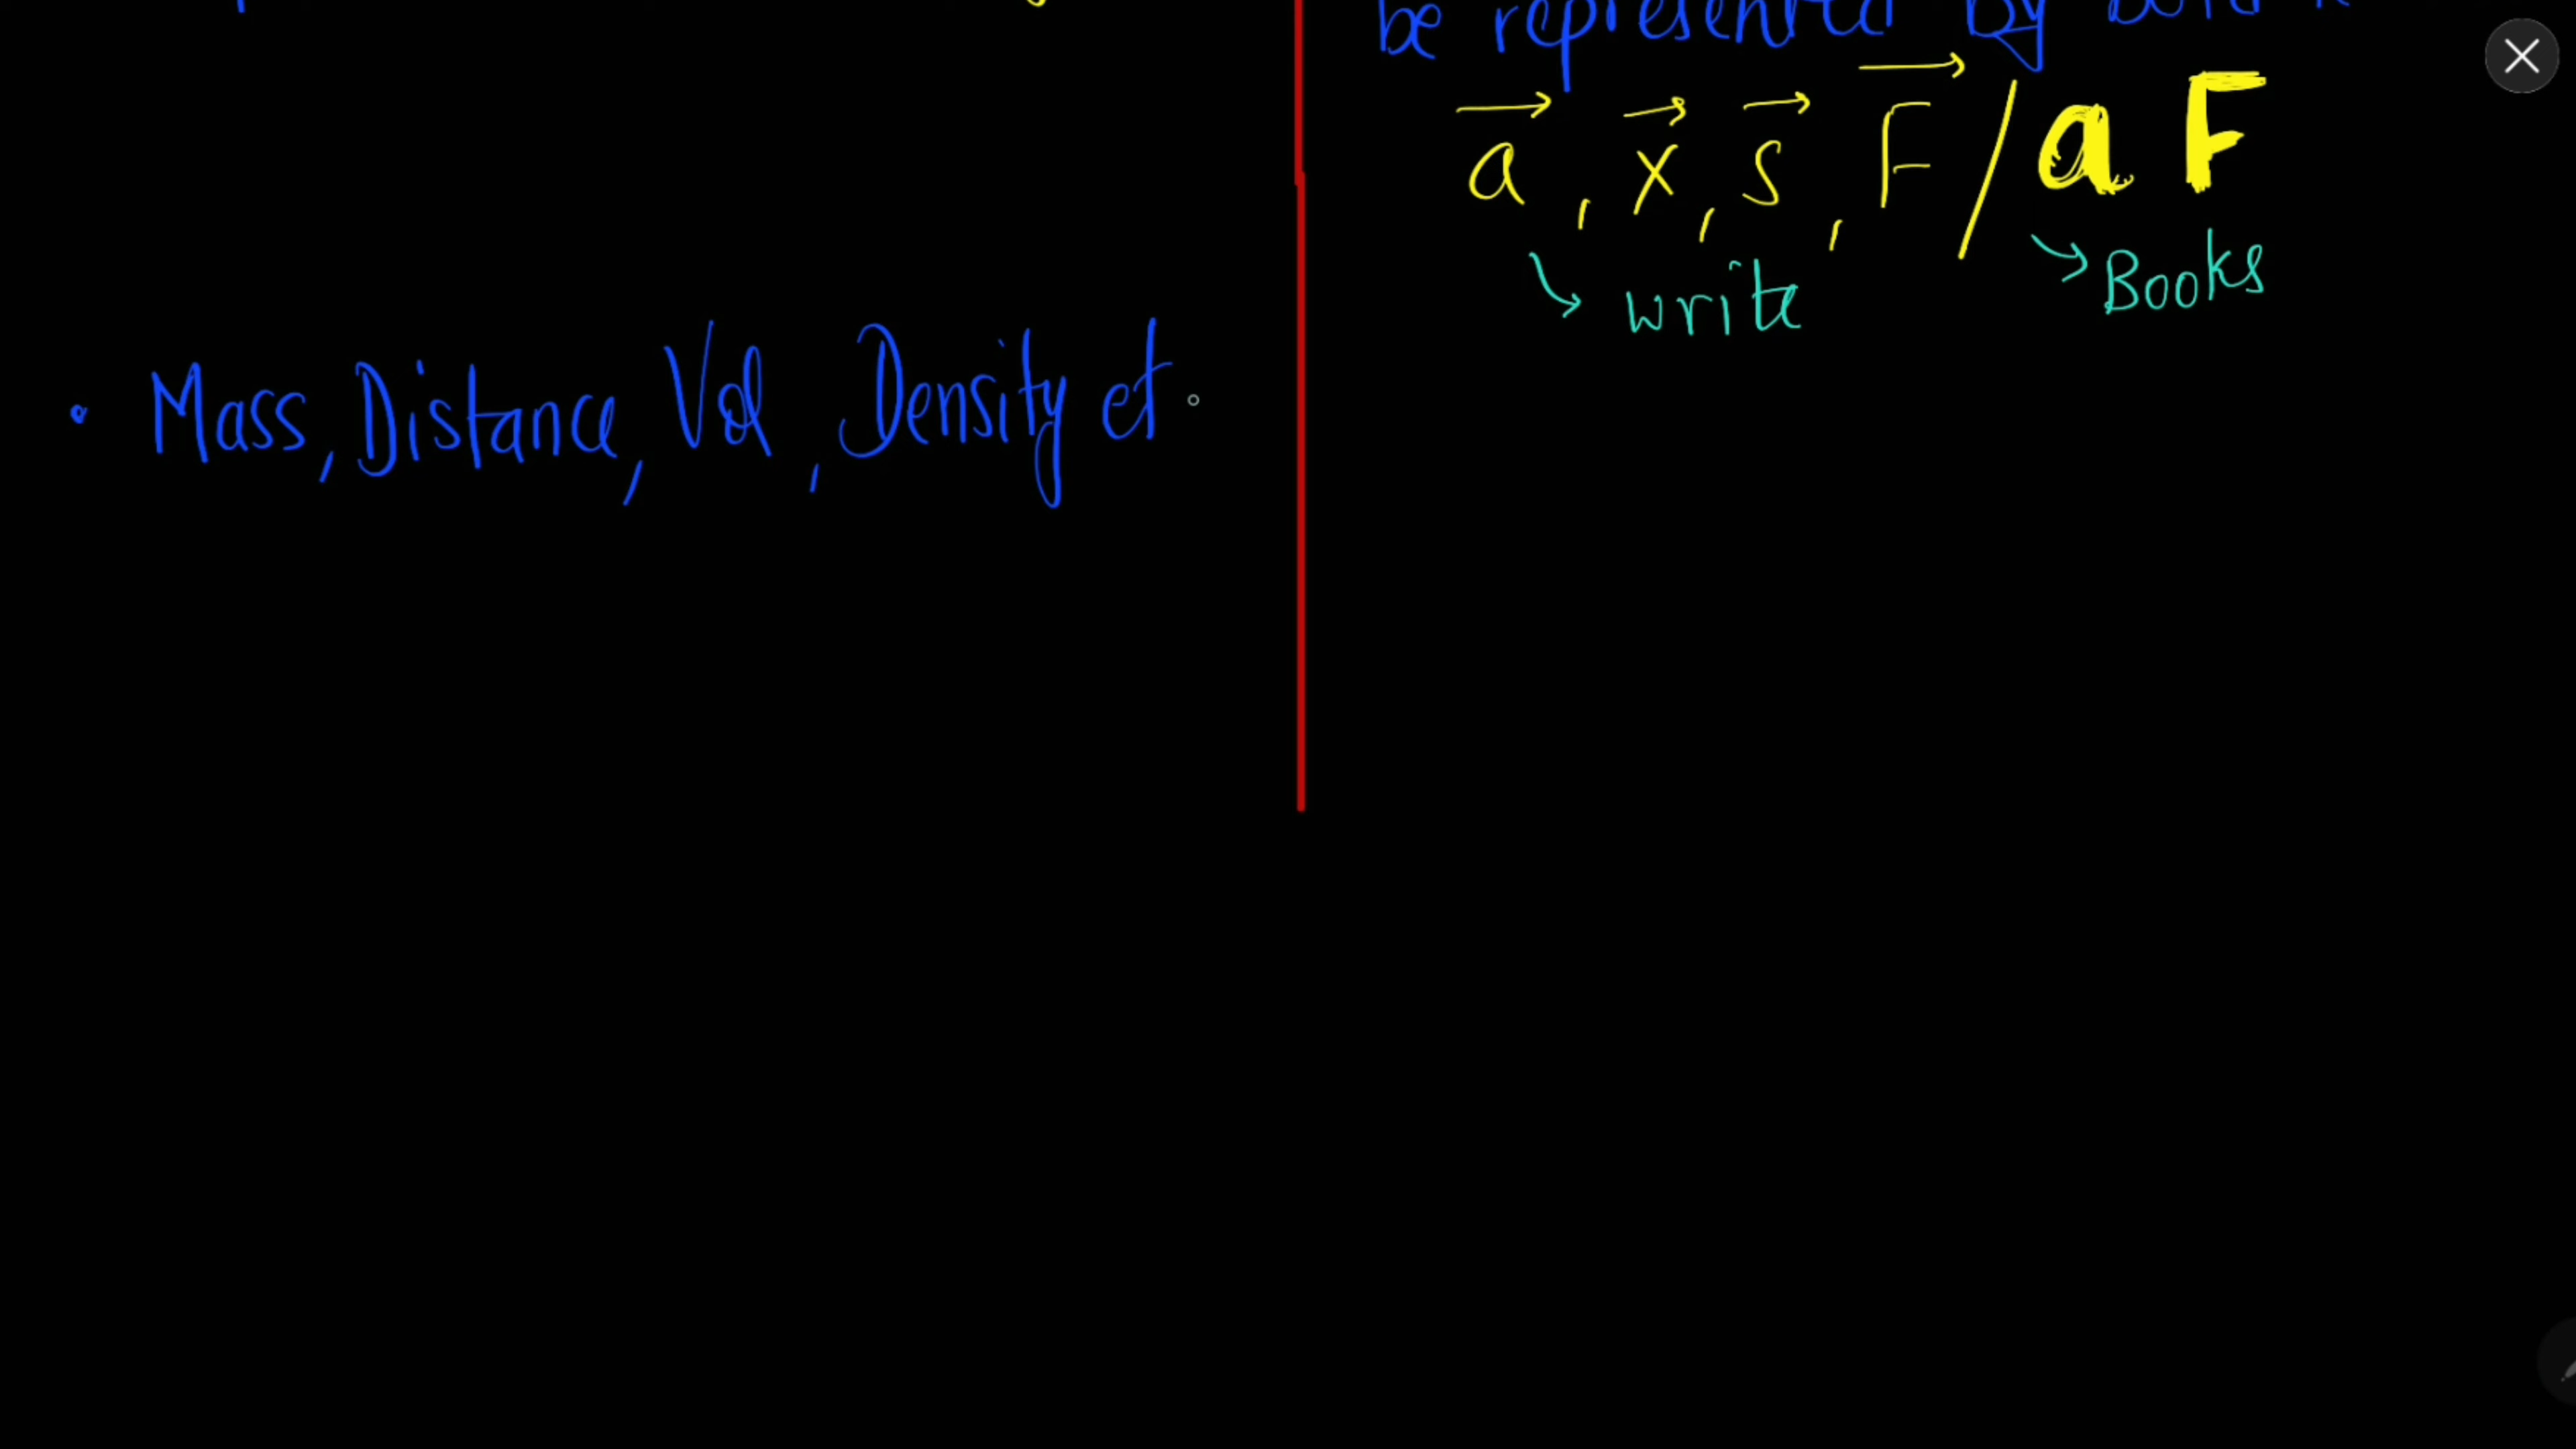 be represented by bold
a⃗ , x⃗ , s⃗ , F⃗ / a F
write
Books
• Mass, Distance, Vol, Density et